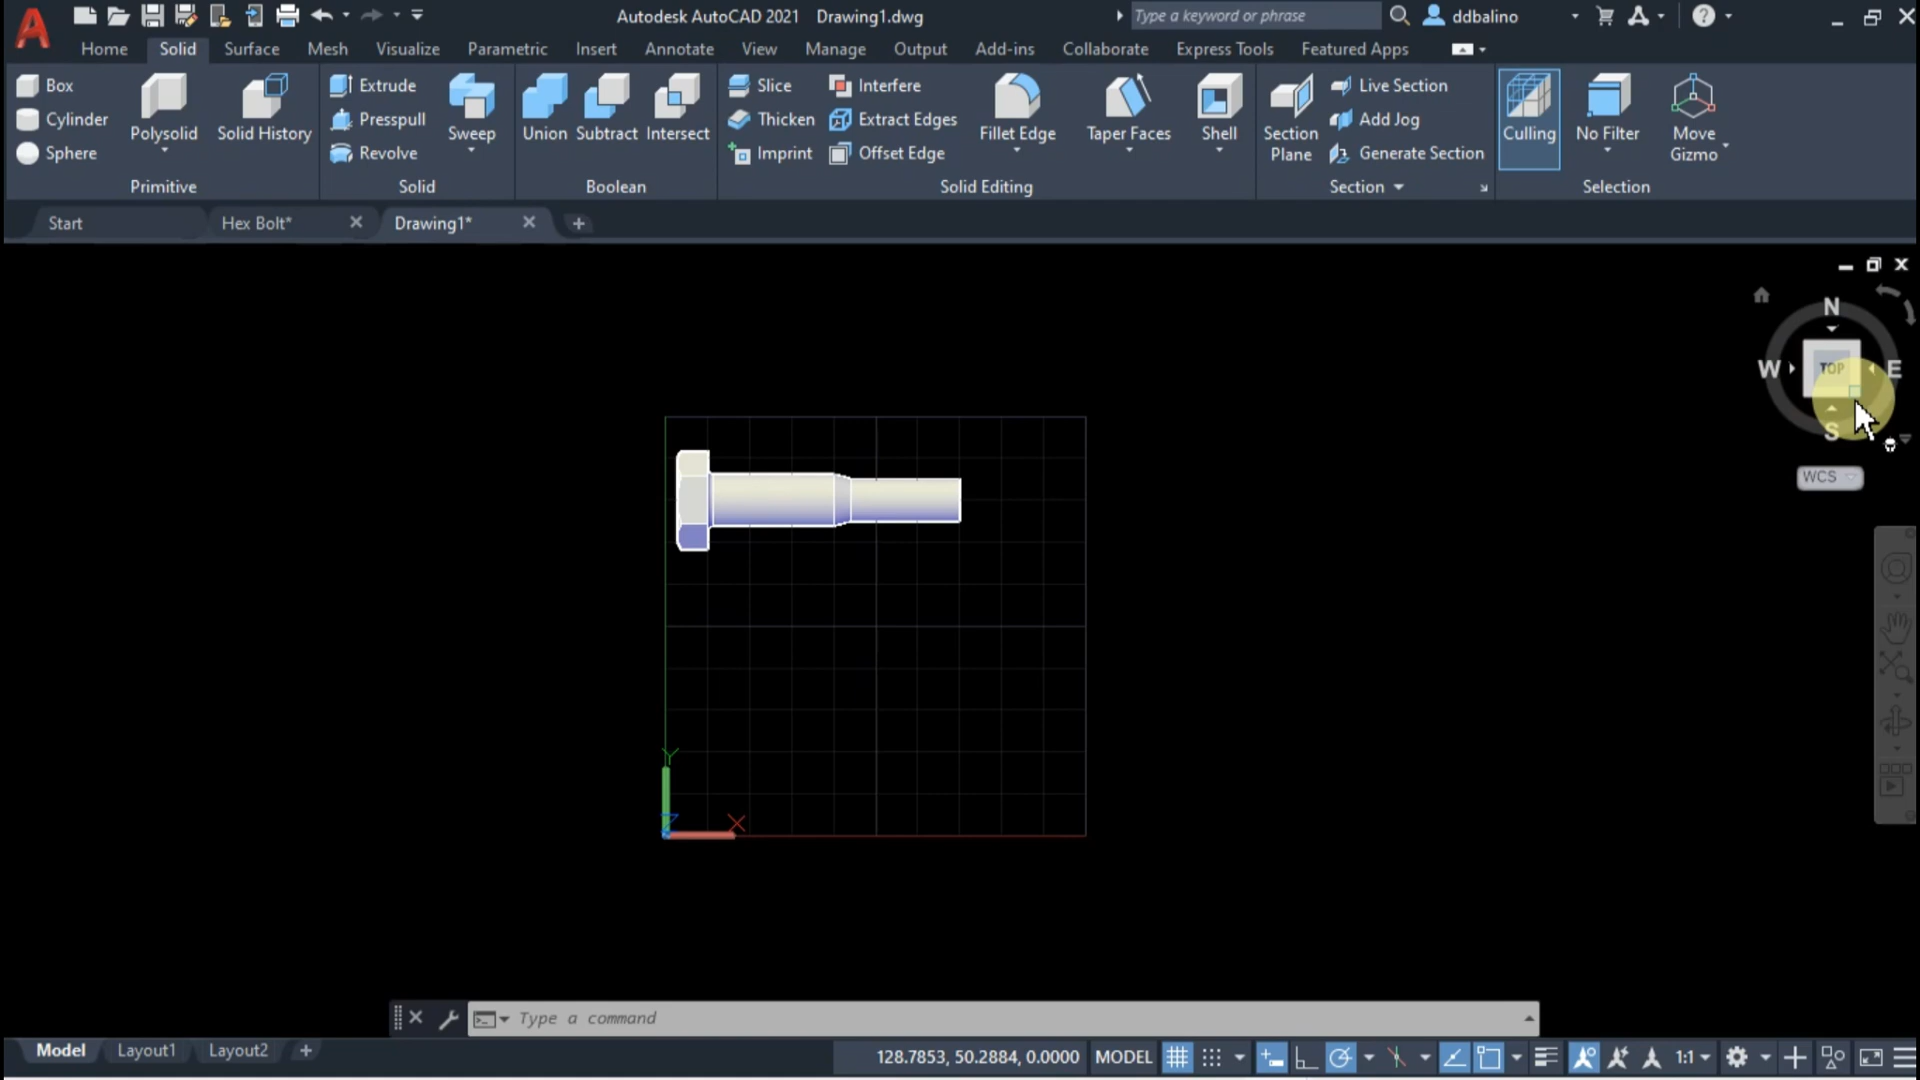 Autodesk AutoCAD 2021 Drawing1.dwg Type a keyword or phrase ddbalino
Home Solid Surface Mesh Visualize Parametric Insert Annotate View Manage Output Add-ins Collaborate Express Tools Featured Apps
Box Extrude Slice Interfere Live Section
Cylinder Presspull Thicken Extract Edges Add Jog
Polysolid Solid History Sweep Union Subtract Intersect Fillet Edge Taper Faces Shell Section Plane Culling No Filter Move Gizmo
Sphere Revolve Imprint Offset Edge Generate Section
Primitive Solid Boolean Solid Editing Section Selection
Start Hex Bolt* Drawing1*
N
W TOP E
S
WCS
Y
X
Type a command
Model Layout1 Layout2 128.7853, 50.2884, 0.0000 MODEL 1:1